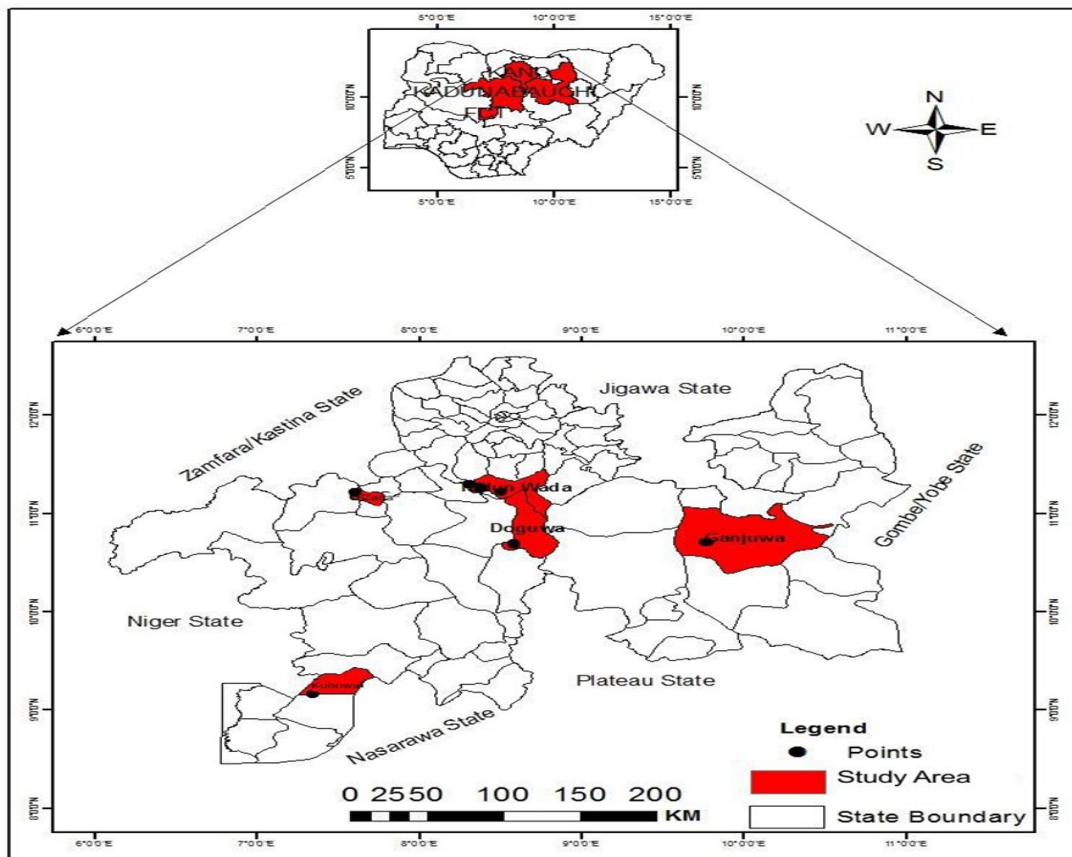 5°0'0"E 10°0'0"E 15°0'0"E
KANO
10°0'0"N
10°0'0"N
5°0'0"N
5°0'0"N
5°0'0"E 10°0'0"E 15°0'0"E
N
W E
S
6°0'0"E 7°0'0"E 8°0'0"E 9°0'0"E 10°0'0"E 11°0'0"E
Zamfara/Kastina State
Jigawa State
12°0'0"N
12°0'0"N
Gombe/Yobe State
Wada
11°0'0"N
11°0'0"N
Doguwa
Ganjuwa
10°0'0"N
10°0'0"N
Niger State
Plateau State
9°0'0"N
9°0'0"N
Nasarawa State
Legend
Points
Study Area
State Boundary
0 25 50 100 150 200
KM
8°0'0"N
8°0'0"N
6°0'0"E 7°0'0"E 8°0'0"E 9°0'0"E 10°0'0"E 11°0'0"E